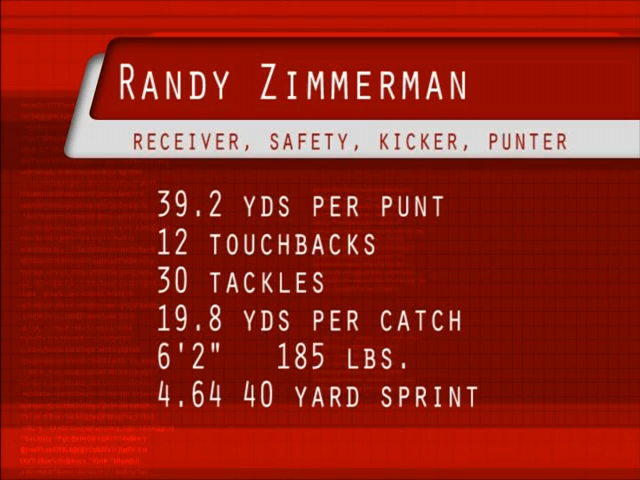 RANDY ZIMMERMAN
RECEIVER, SAFETY, KICKER, PUNTER
39.2 YDS PER PUNT
12 TOUCHBACKS
30 TACKLES
19.8 YDS PER CATCH
6'2" 185 LBS.
4.64 40 YARD SPRINT